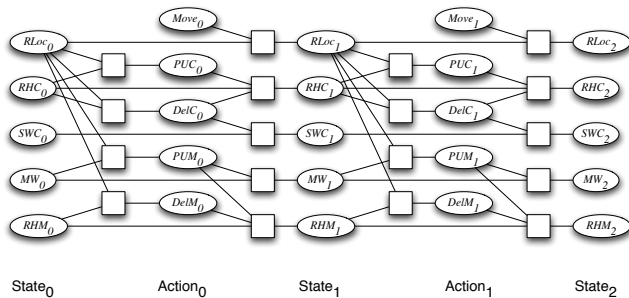 Move0 Move1
RLoc0 RLoc1 RLoc2
PUC0 PUC1
RHC0 RHC1 RHC2
DelC0 DelC1
SWC0 SWC1 SWC2
PUM0 PUM1
MW0 MW1 MW2
DelM0 DelM1
RHM0 RHM1 RHM2
State0 Action0 State1 Action1 State2